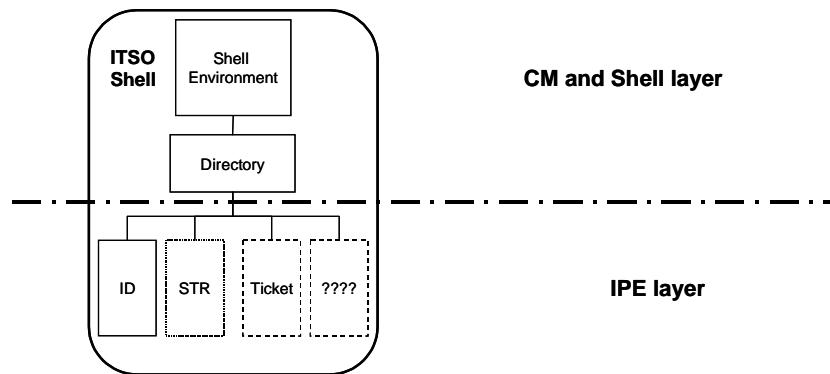 ITSO
Shell
Shell
Environment
CM and Shell layer
Directory
ID
STR
Ticket
????
IPE layer